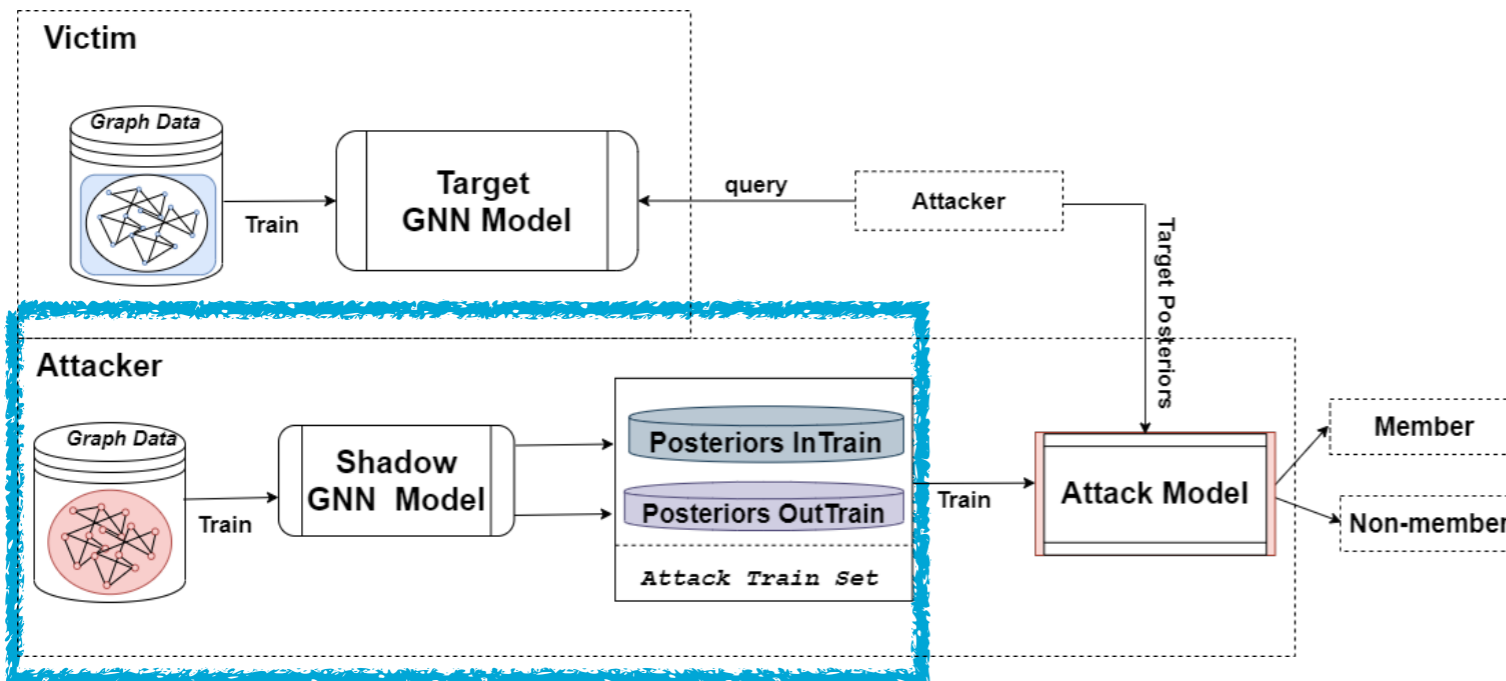 Victim
Graph Data
Train
Target
GNN Model
query
Attacker
Target Posteriors
Attacker
Graph Data
Train
Shadow
GNN Model
Posteriors InTrain
Posteriors OutTrain
Attack Train Set
Train
Attack Model
Member
Non-member